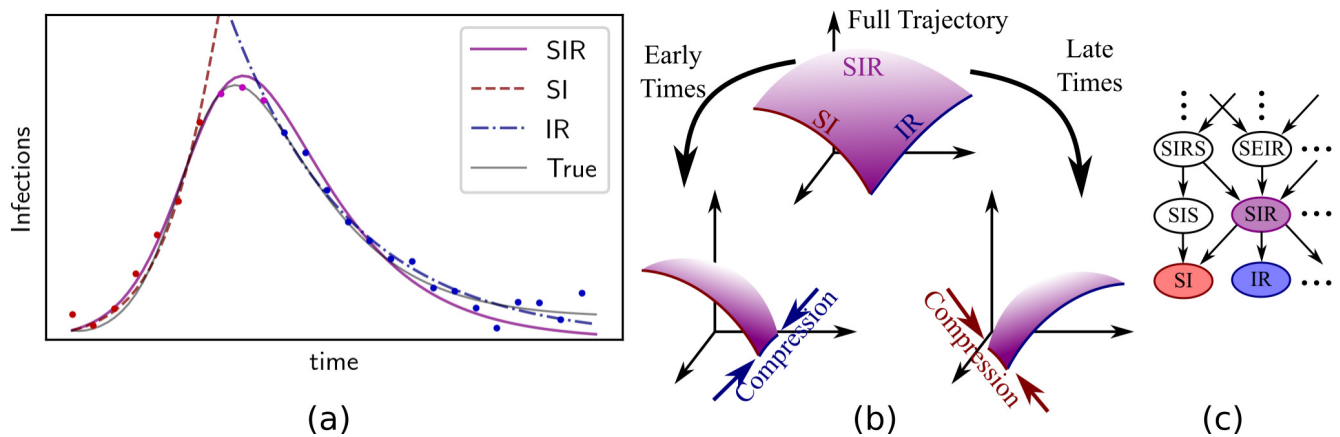 Infections
SIR
SI
IR
True
time
(a)
Full Trajectory
Early
Times
SIR
SI
IR
Late
Times
Compression
Compression
(b)
SIRS
SEIR
SIS
SIR
SI
IR
(c)